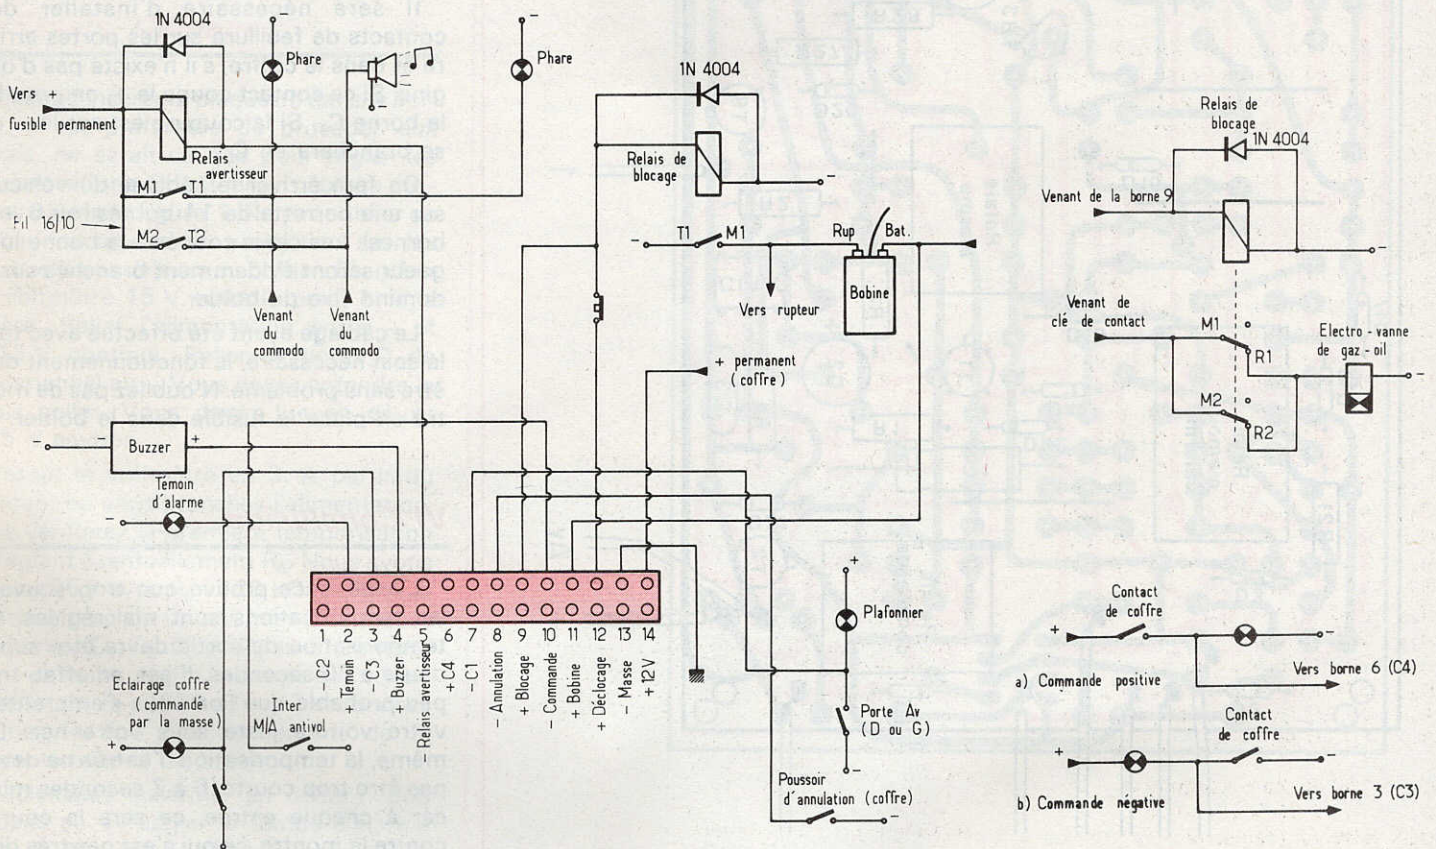 1N 4004
Vers +
fusible permanent
Relais
avertisseur
M1 T1
Fil 16/10
M2 T2
Phare
Venant
du
commodo
Venant
du
commodo
Phare
1N 4004
Relais de
blocage
T1 M1
Rup Bat.
Bobine
Vers rupteur
+ permanent
(coffre)
Relais de
blocage
1N 4004
Venant de la borne 9
Venant de
clé de contact
M1
R1
M2
R2
Electro-vanne
de gaz-oil
- Buzzer +
Témoin
d'alarme
1 2 3 4 5 6 7 8 9 10 11 12 13 14
- C2
Témoin
- C3
+ Buzzer
Relais avertisseur
+ C4
- C1
- Annulation
+ Blocage
- Commande
+ Bobine
+ Déclocage
- Masse
+ 12V
Eclairage coffre
(commande
par la masse)
Inter
M/A antivol
Plafonnier
Porte Av
(D ou G)
Poussoir
d'annulation (coffre)
Contact
de coffre
Vers borne 6 (C4)
a) Commande positive
Contact
de coffre
Vers borne 3 (C3)
b) Commande négative